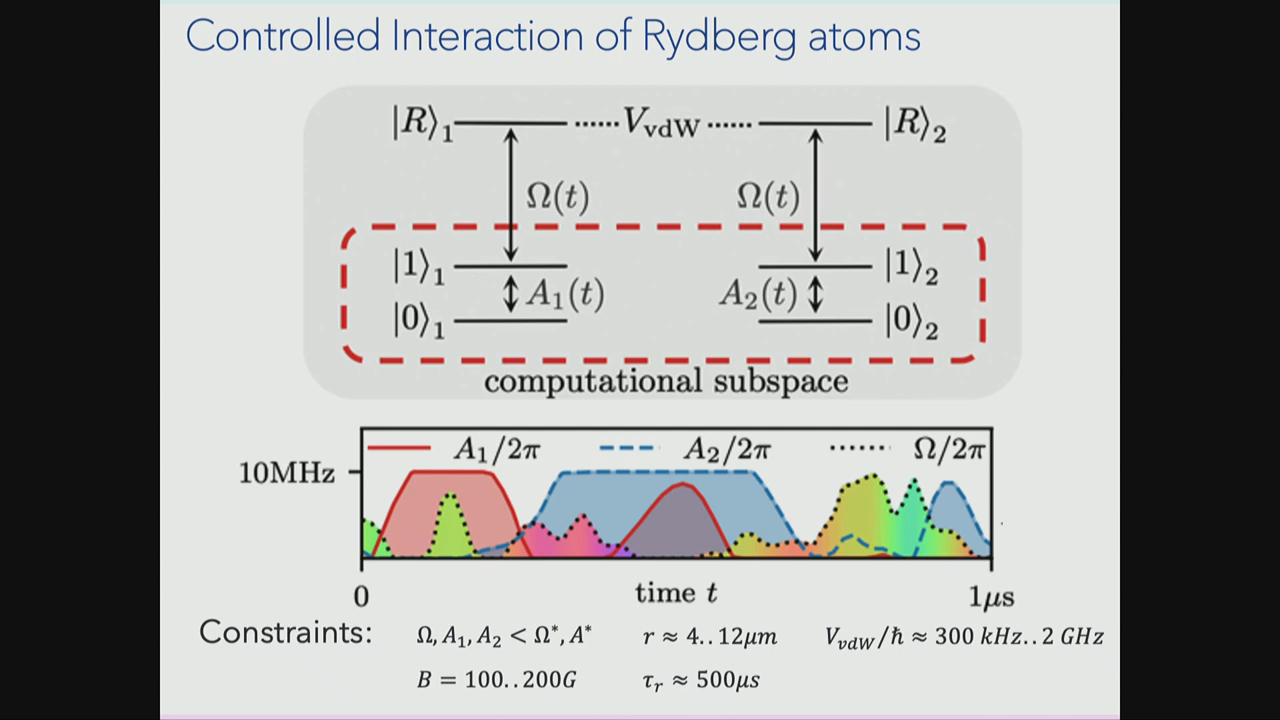 Controlled Interaction of Rydberg atoms
|R⟩₁ ......V_vdW...... |R⟩₂
Ω(t) Ω(t)
|1⟩₁ |1⟩₂
A₁(t) A₂(t)
|0⟩₁ |0⟩₂
computational subspace
A₁/2π A₂/2π Ω/2π
10MHz
0 time t 1μs
Constraints: Ω, A₁, A₂ < Ω*, A* r ≈ 4..12μm V_vdW/ħ ≈ 300 kHz..2 GHz
B = 100..200G τ_r ≈ 500μs